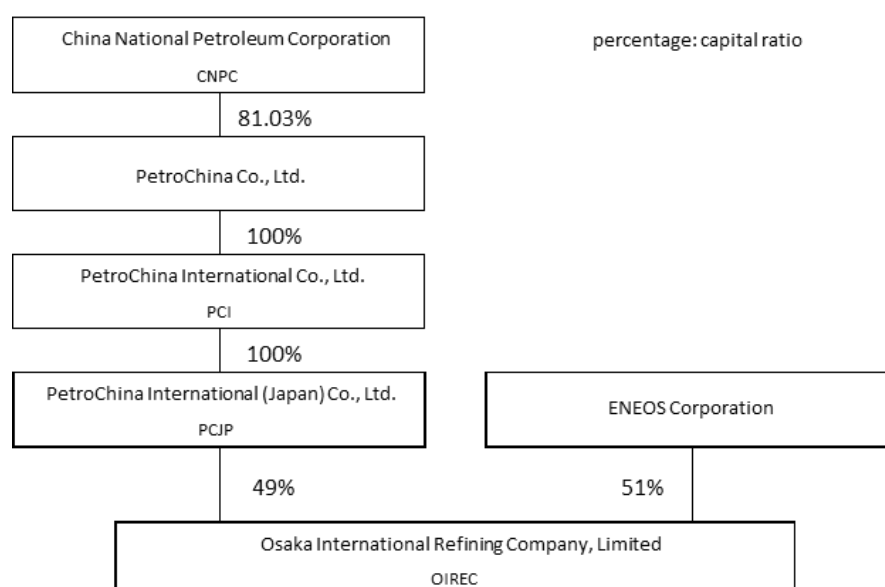 China National Petroleum Corporation
CNPC
percentage: capital ratio
81.03%
PetroChina Co., Ltd.
100%
PetroChina International Co., Ltd.
PCI
100%
PetroChina International (Japan) Co., Ltd.
PCJP
ENEOS Corporation
49%
51%
Osaka International Refining Company, Limited
OIREC